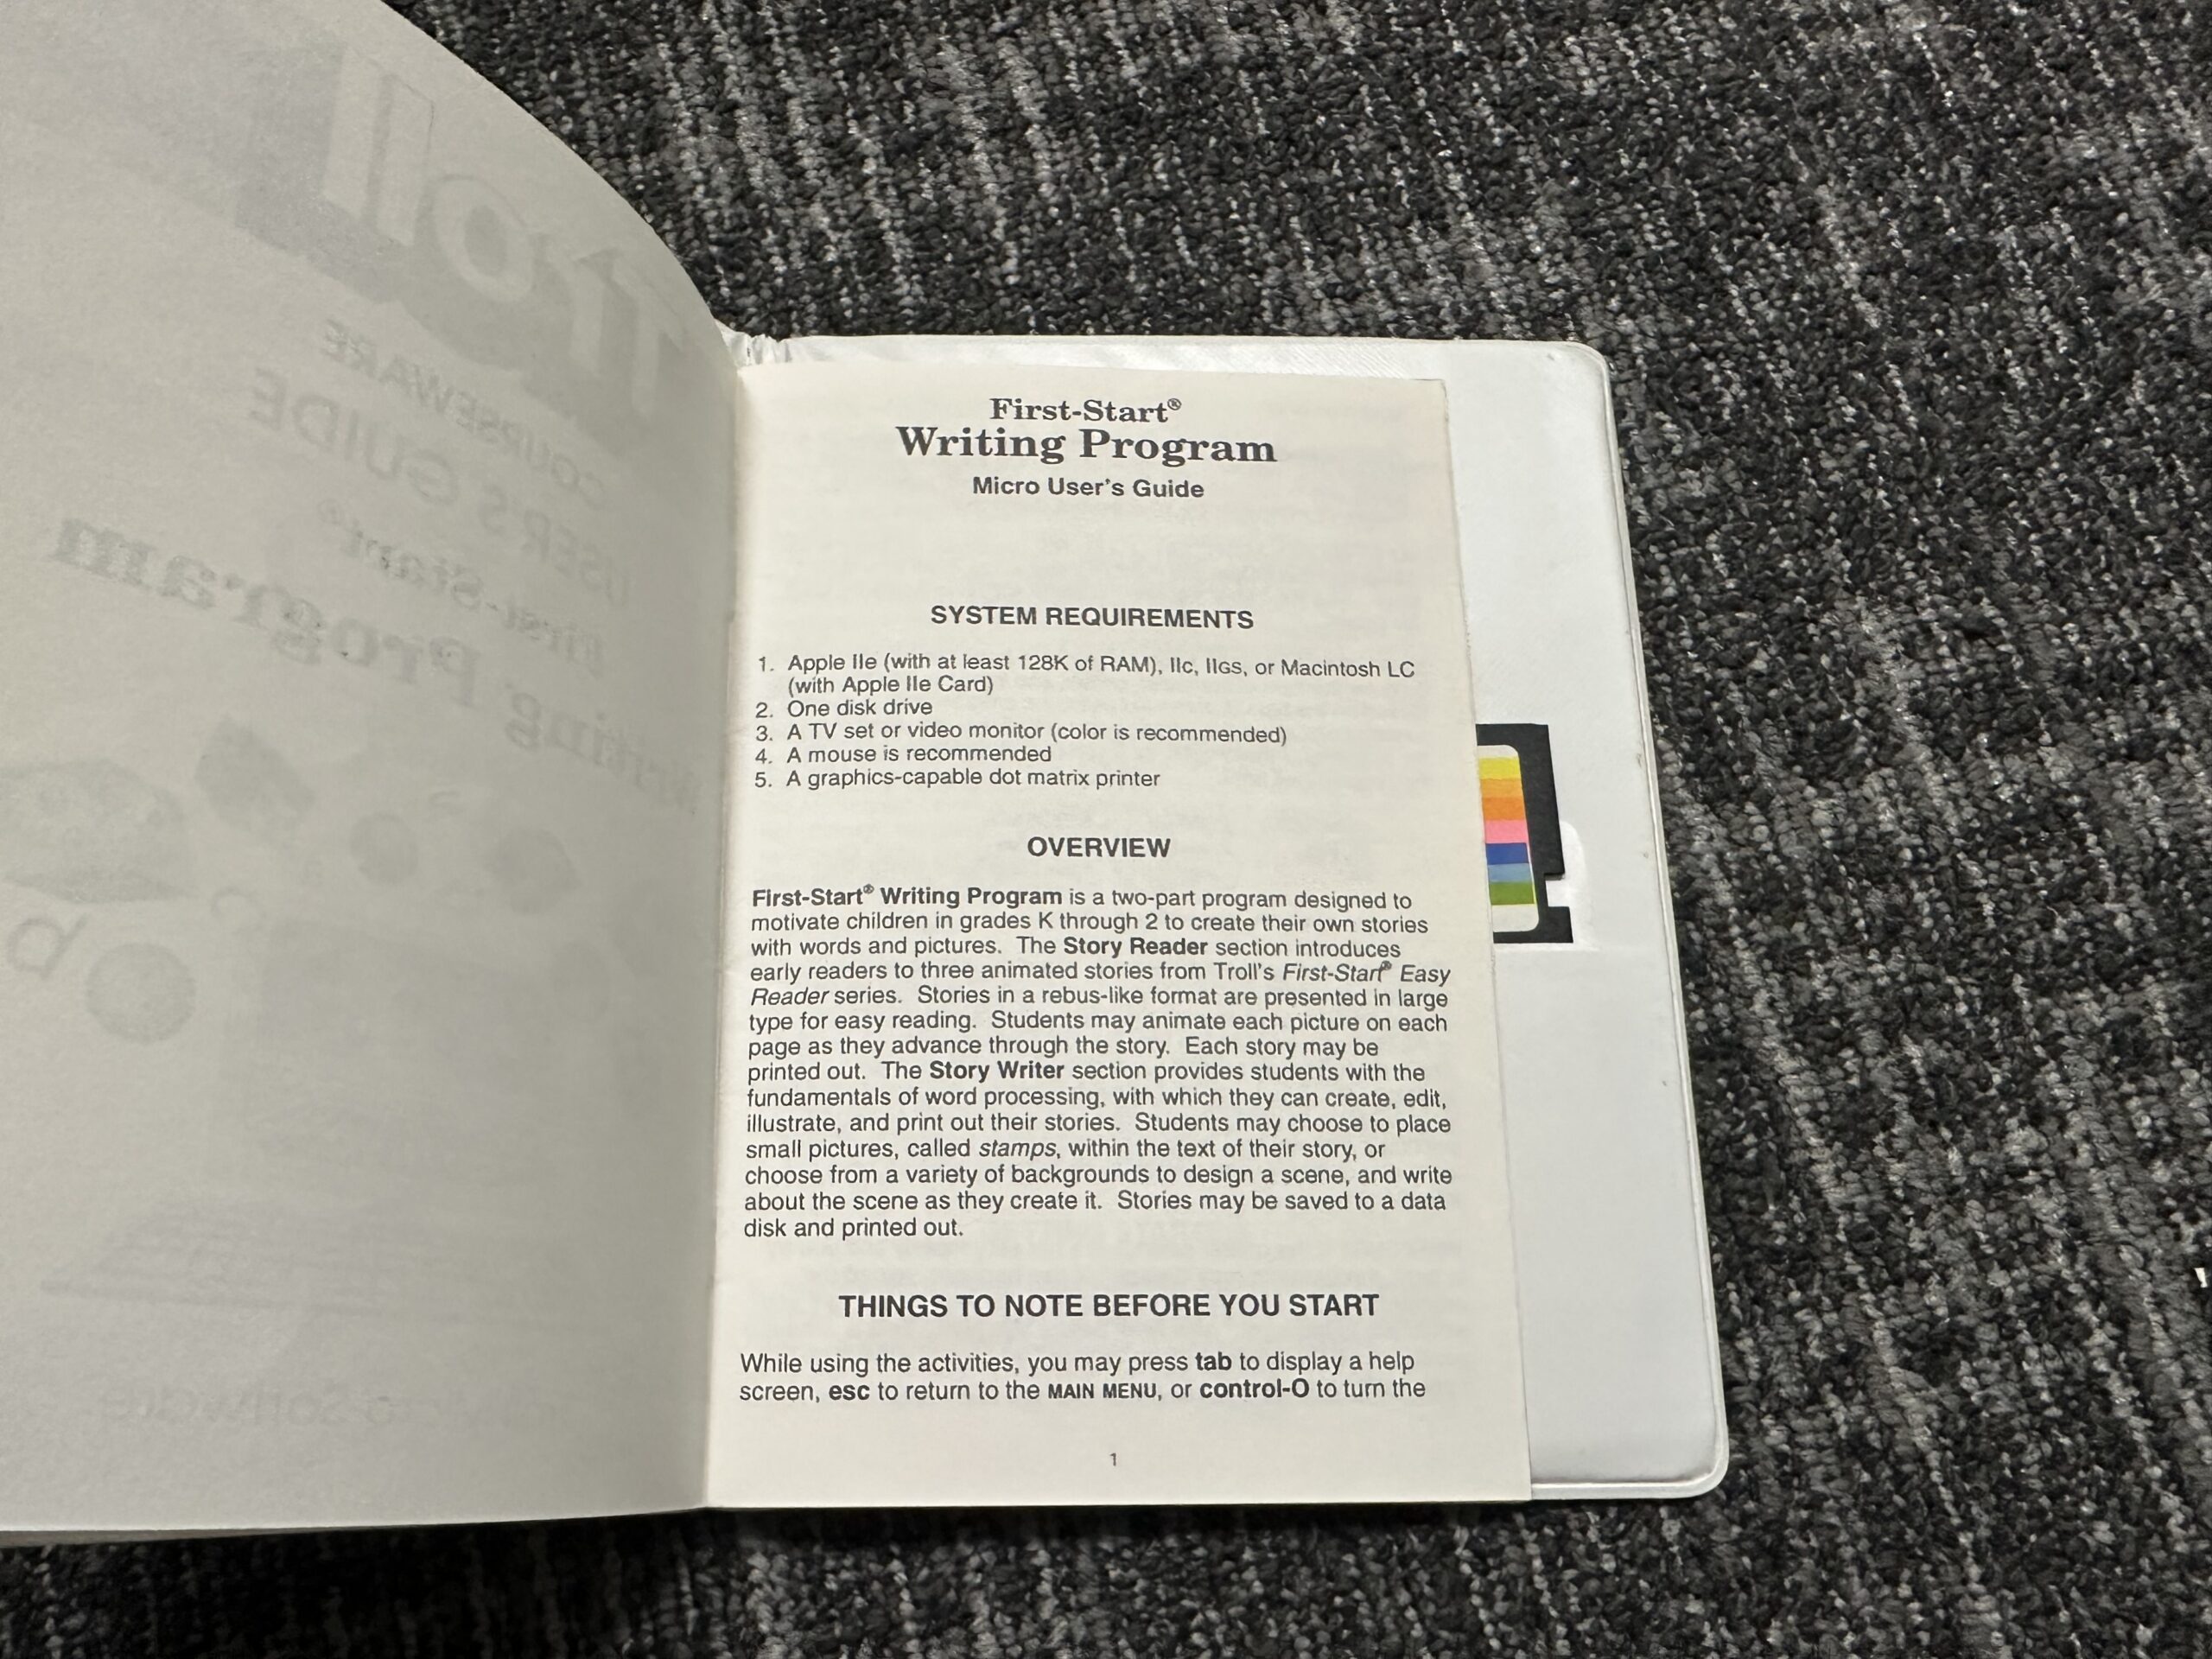 First-Start®
Writing Program
Micro User's Guide
SYSTEM REQUIREMENTS
1. Apple IIe (with at least 128K of RAM), IIc, IIGS, or Macintosh LC
(with Apple IIe Card)
2. One disk drive
3. A TV set or video monitor (color is recommended)
4. A mouse is recommended
5. A graphics-capable dot matrix printer
OVERVIEW
First-Start® Writing Program is a two-part program designed to
motivate children in grades K through 2 to create their own stories
with words and pictures. The Story Reader section introduces
early readers to three animated stories from Troll's First-Start® Easy
Reader series. Stories in a rebus-like format are presented in large
type for easy reading. Students may animate each picture on each
page as they advance through the story. Each story may be
printed out. The Story Writer section provides students with the
fundamentals of word processing, with which they can create, edit,
illustrate, and print out their stories. Students may choose to place
small pictures, called stamps, within the text of their story, or
choose from a variety of backgrounds to design a scene, and write
about the scene as they create it. Stories may be saved to a data
disk and printed out.
THINGS TO NOTE BEFORE YOU START
While using the activities, you may press tab to display a help
screen, esc to return to the MAIN MENU, or control-O to turn the
1
Troll
COURSEWARE
USER'S GUIDE
First-Start®
Writing Program